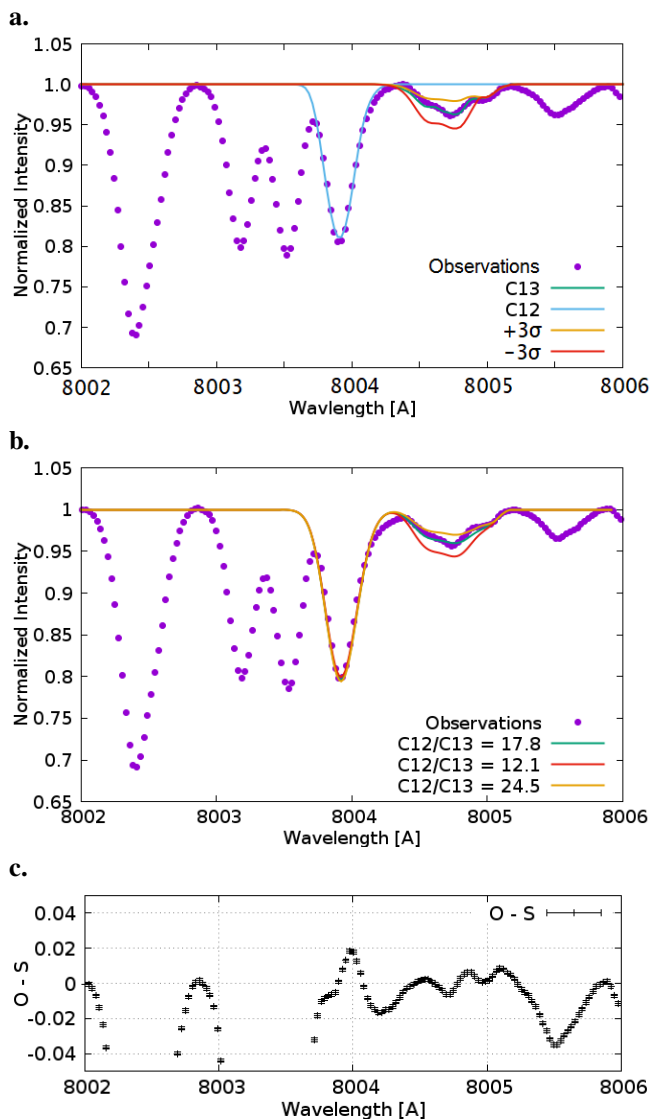 a.
1.05
1.0
0.95
0.9
0.85
0.8
0.75
0.7
0.65
Normalized Intensity
Observations
C13
C12
+3σ
−3σ
8002 8003 8004 8005 8006
Wavlength [A]
b.
1.05
1
0.95
0.9
0.85
0.8
0.75
0.7
0.65
Normalized Intensity
Observations
C12/C13 = 17.8
C12/C13 = 12.1
C12/C13 = 24.5
8002 8003 8004 8005 8006
Wavelength [A]
c.
0.04
0.02
0
-0.02
-0.04
O - S
O - S
8002 8003 8004 8005 8006
Wavelength [A]